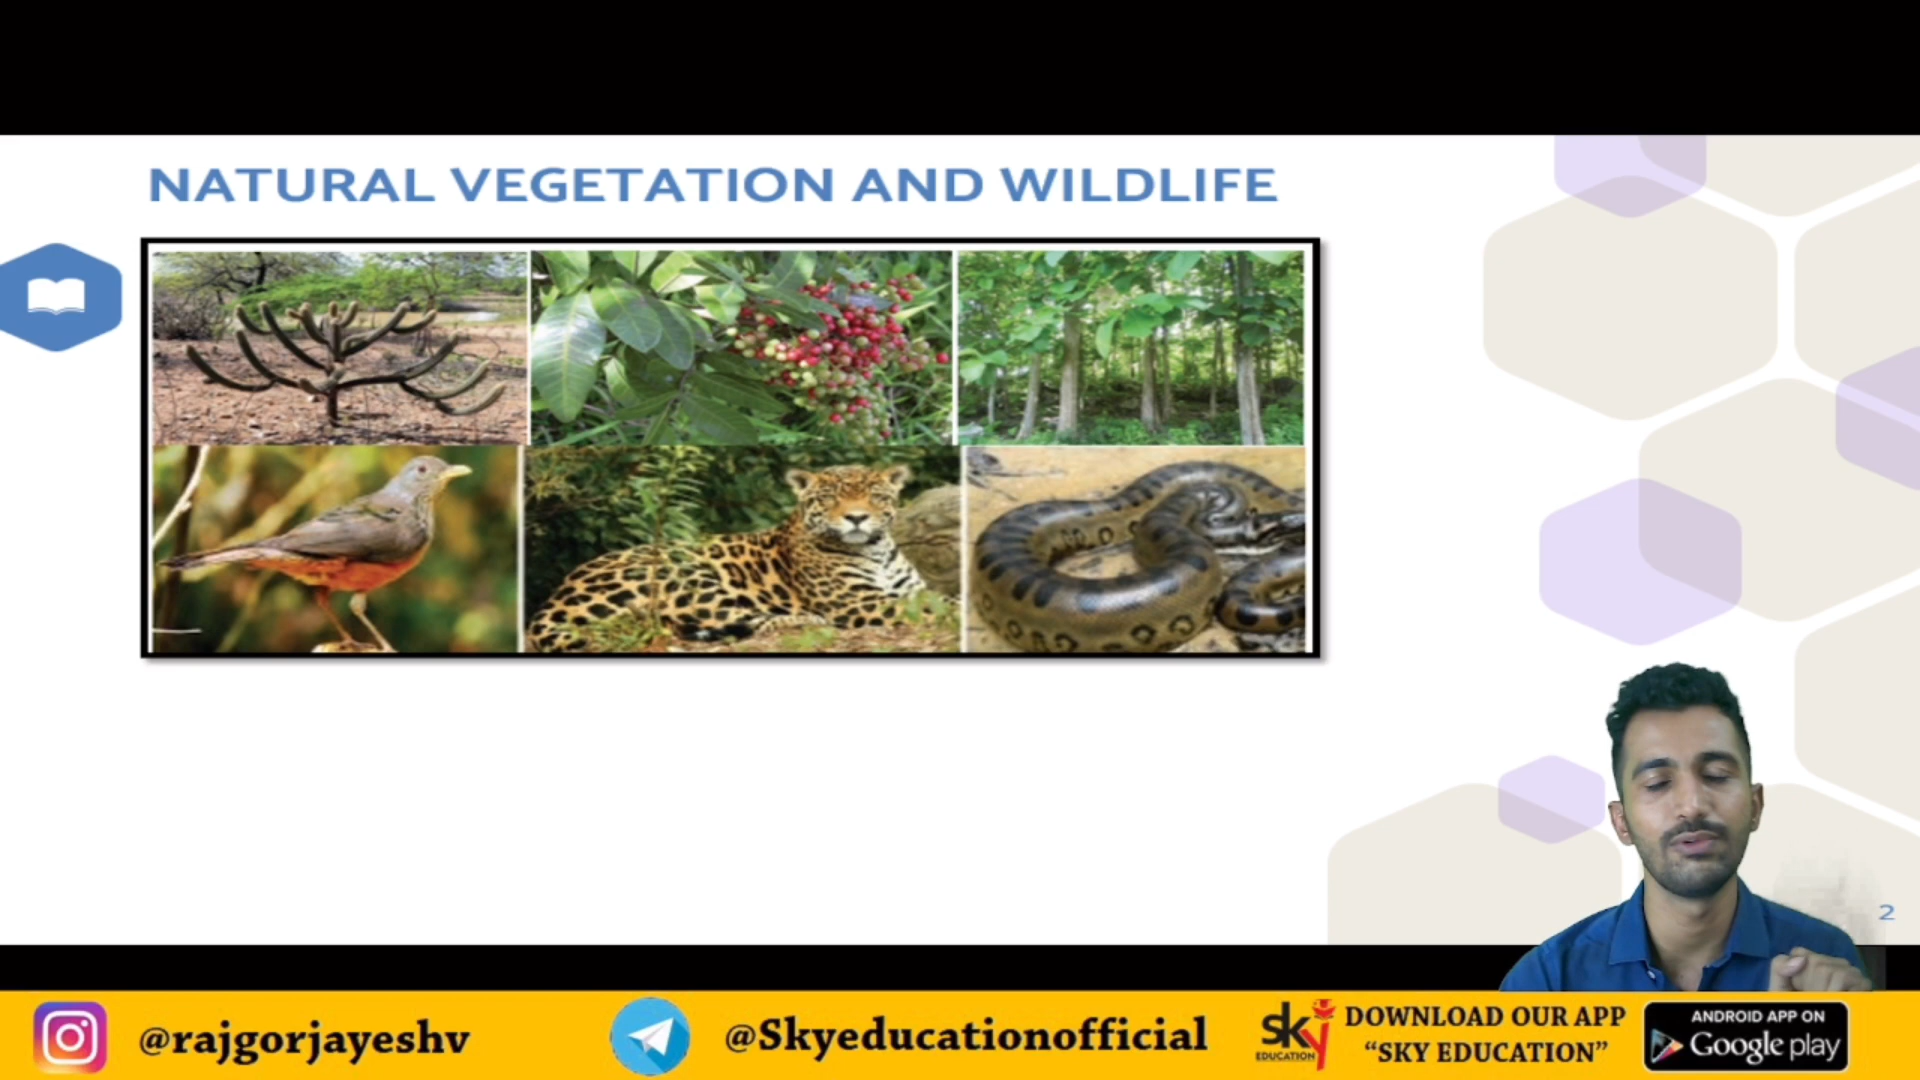 NATURAL VEGETATION AND WILDLIFE
2
@rajgorjayeshv
@Skyeducationofficial
sky
EDUCATION
DOWNLOAD OUR APP
“SKY EDUCATION”
ANDROID APP ON
Google play